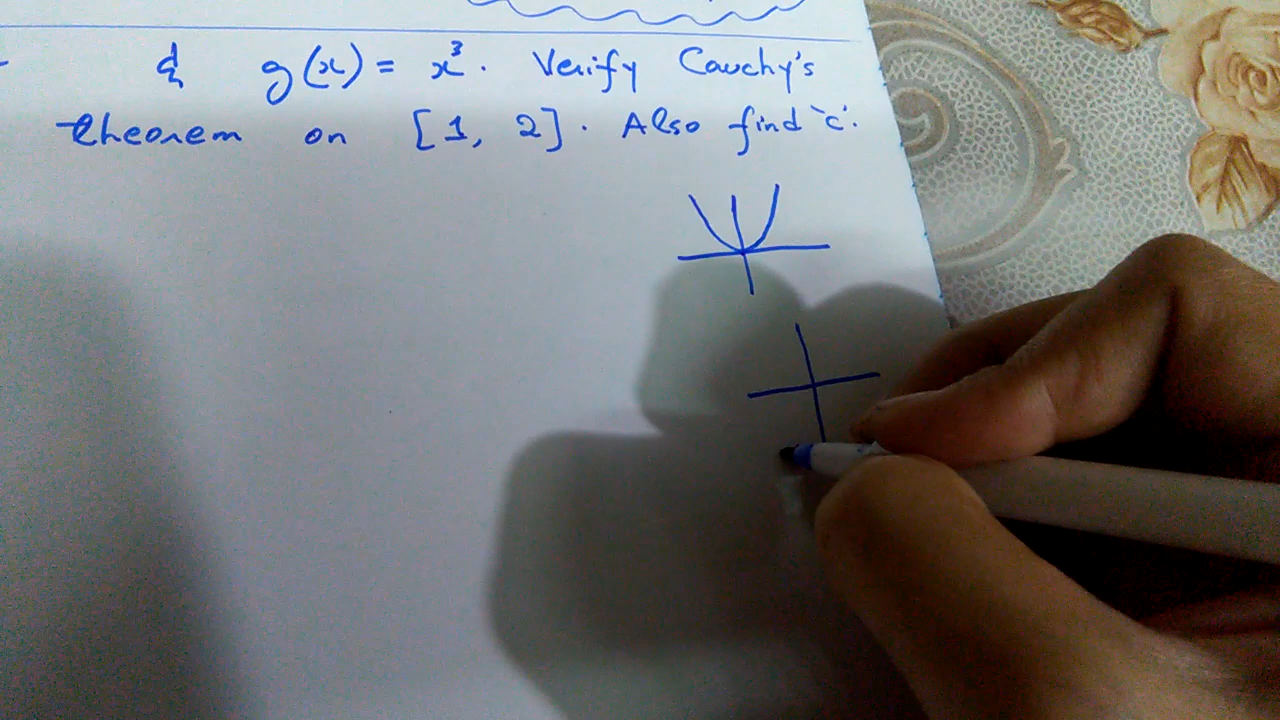 & g(x) = x³. Verify Cauchy's
theorem on [1, 2]. Also find 'c'.